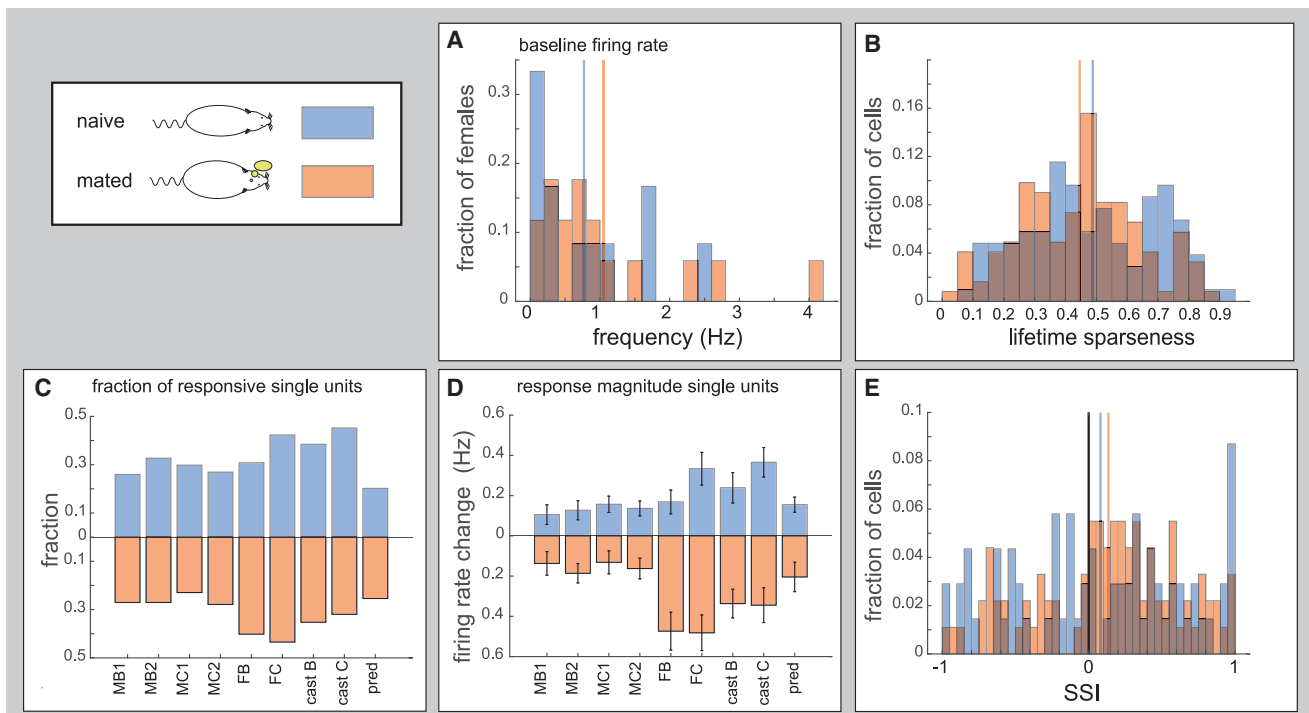 naive
mated
A
baseline firing rate
fraction of females
0.3
0.2
0.1
0
0 1 2 3 4
frequency (Hz)
B
fraction of cells
0.16
0.12
0.08
0.04
0
0 0.1 0.2 0.3 0.4 0.5 0.6 0.7 0.8 0.9
lifetime sparseness
C
fraction of responsive single units
fraction
0.5
0.3
0.1
0
0.1
0.3
0.5
MB1 MB2 MC1 MC2 FB FC cast B cast C pred
D
response magnitude single units
firing rate change (Hz)
0.6
0.4
0.2
0
0.2
0.4
0.6
MB1 MB2 MC1 MC2 FB FC cast B cast C pred
E
fraction of cells
0.1
0.08
0.06
0.04
0.02
0
-1 0 1
SSI